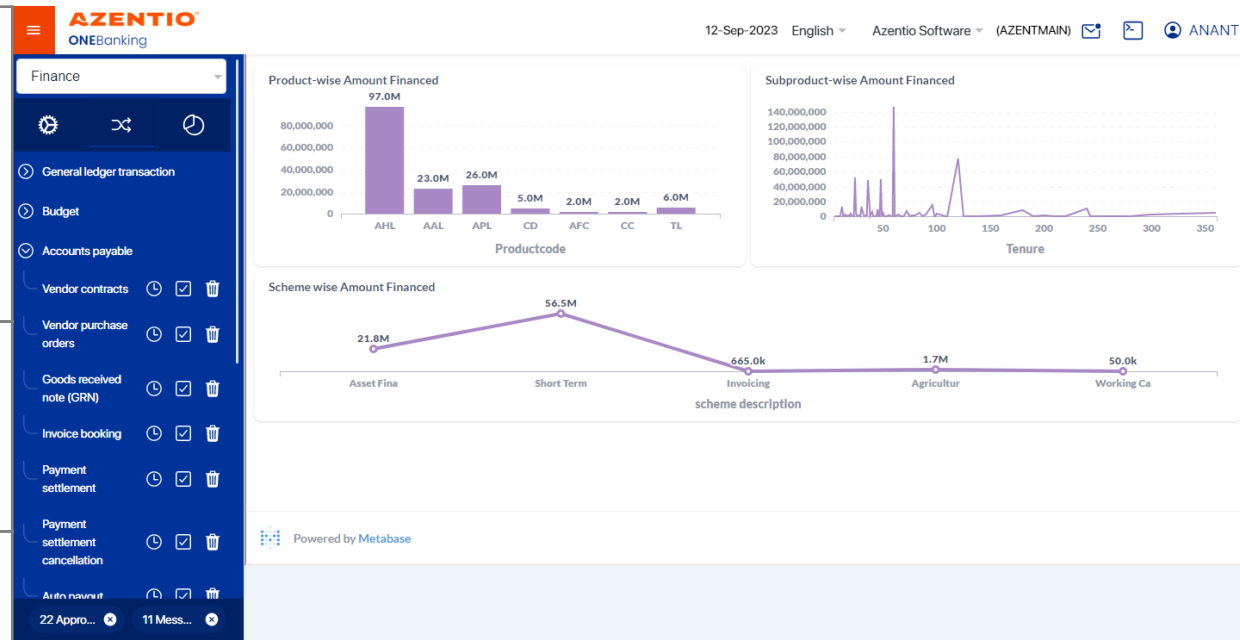 AZENTIO
ONEBanking
12-Sep-2023 English Azentio Software (AZENTMAIN) ANANT
Finance
General ledger transaction
Budget
Accounts payable
Vendor contracts
Vendor purchase
orders
Goods received
note (GRN)
Invoice booking
Payment
settlement
Payment
settlement
cancellation
Auto payout
22 Appro...
11 Mess...
Product-wise Amount Financed
97.0M
80,000,000
60,000,000
40,000,000
20,000,000
0
23.0M
26.0M
5.0M
2.0M
2.0M
6.0M
AHL AAL APL CD AFC CC TL
Productcode
Subproduct-wise Amount Financed
140,000,000
120,000,000
100,000,000
80,000,000
60,000,000
40,000,000
20,000,000
0
50 100 150 200 250 300 350
Tenure
Scheme wise Amount Financed
21.8M
56.5M
665.0k
1.7M
50.0k
Asset Fina Short Term Invoicing Agricultur Working Ca
scheme description
Powered by Metabase